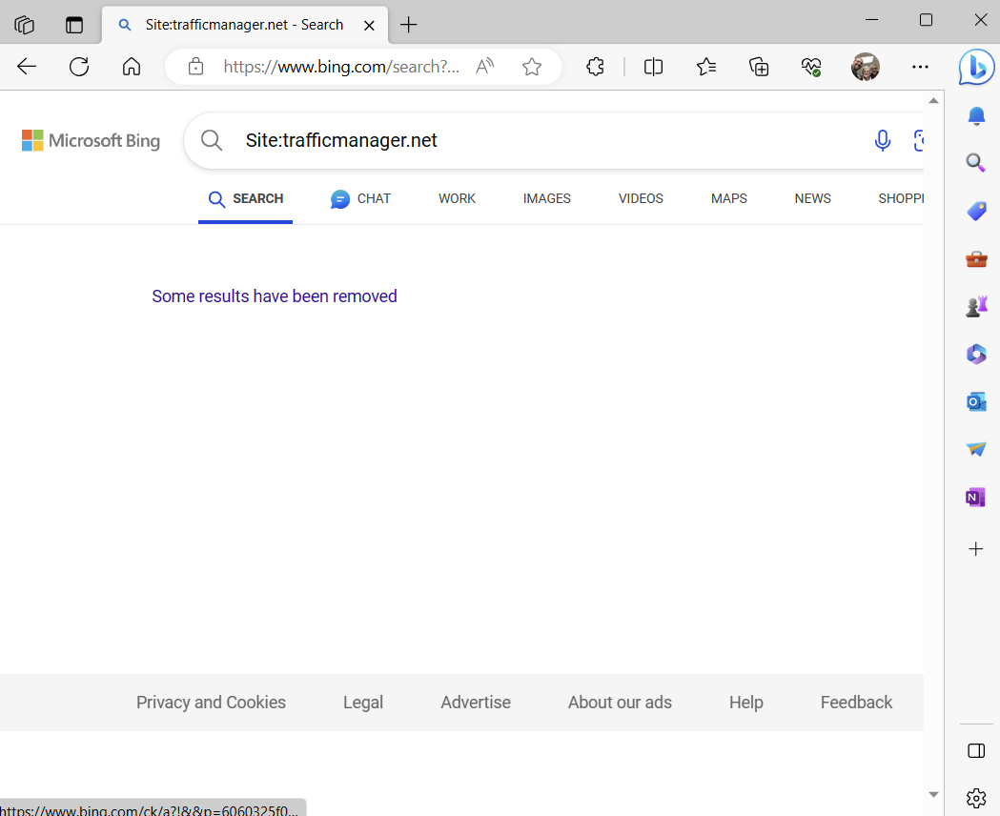 Site:trafficmanager.net - Search
https://www.bing.com/search?...
Microsoft Bing
Site:trafficmanager.net
SEARCH CHAT WORK IMAGES VIDEOS MAPS NEWS SHOPPI
Some results have been removed
Privacy and Cookies Legal Advertise About our ads Help Feedback
https://www.bing.com/ck/a?!&&p=6060325f0...